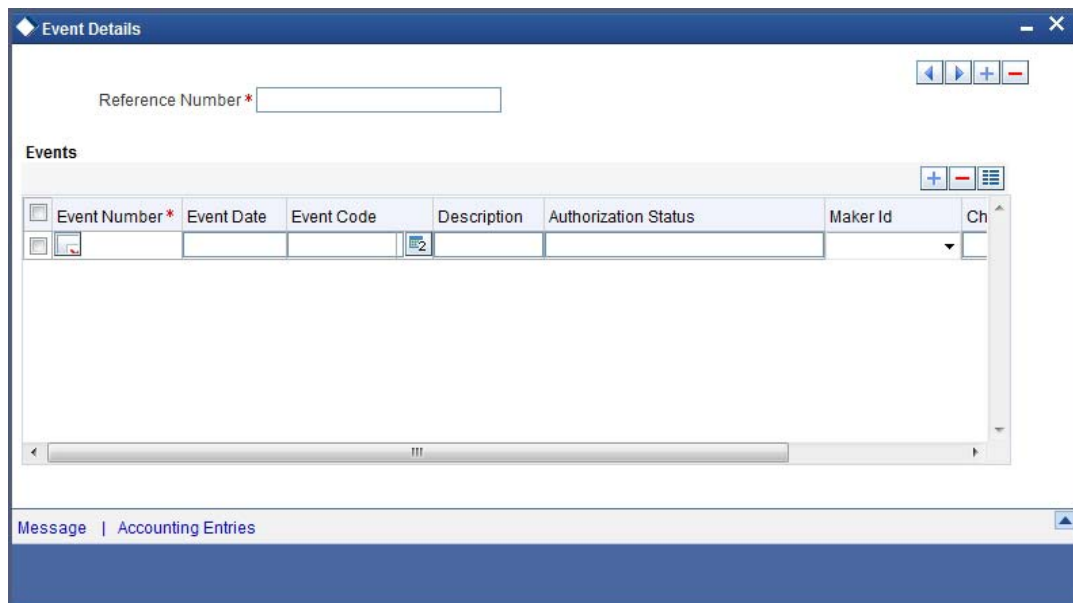 Event Details
Reference Number *
Events
Event Number * Event Date Event Code Description Authorization Status Maker Id Ch
2
Message | Accounting Entries